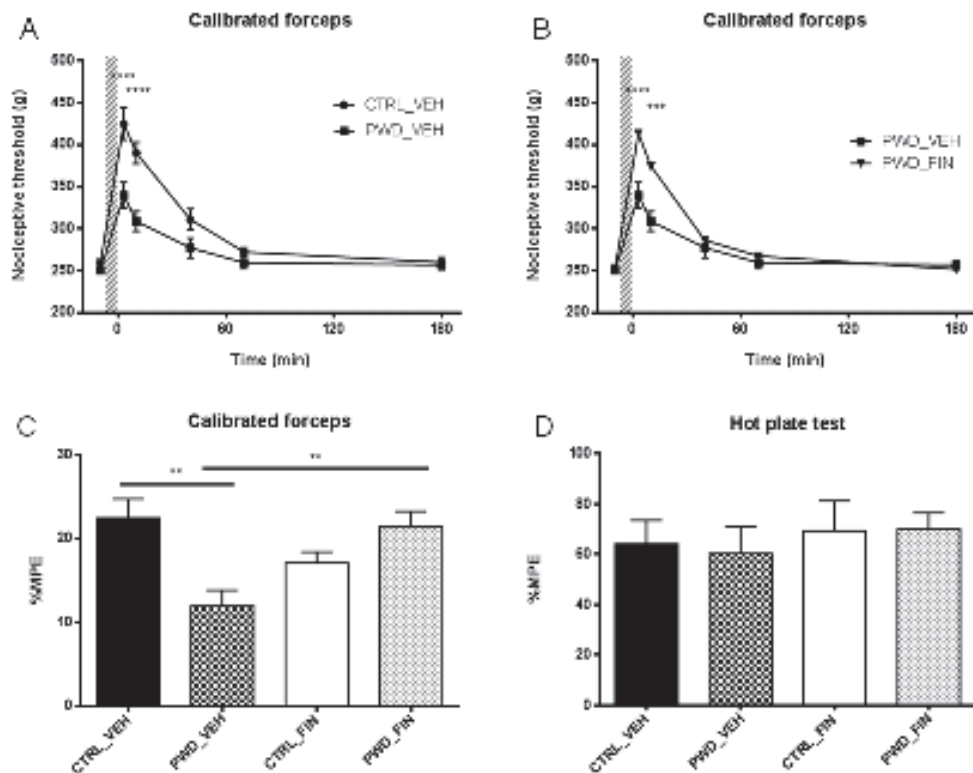 A
Calibrated forceps
Nociceptive threshold (g)
500
450
400
350
300
250
200
****
****
CTRL_VEH
PWD_VEH
0
60
120
180
Time (min)
B
Calibrated forceps
Nociceptive threshold (g)
500
450
400
350
300
250
200
****
***
PWD_VEH
PWD_FIN
0
60
120
180
Time (min)
C
Calibrated forceps
%MPE
30
20
10
0
**
**
CTRL_VEH
PWD_VEH
CTRL_FIN
PWD_FIN
D
Hot plate test
%MPE
100
80
60
40
20
0
CTRL_VEH
PWD_VEH
CTRL_FIN
PWD_FIN